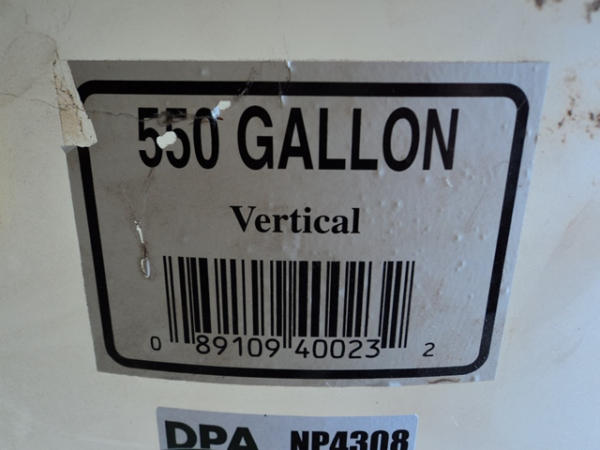 550 GALLON
Vertical
0 89109 40023 2
DPA NP4308